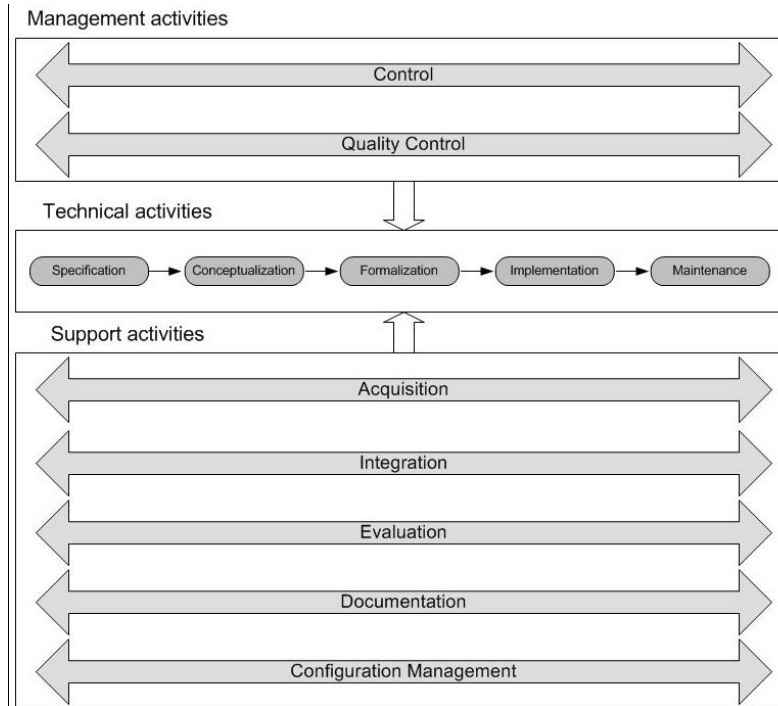 Management activities
Control
Quality Control
Technical activities
Specification
Conceptualization
Formalization
Implementation
Maintenance
Support activities
Acquisition
Integration
Evaluation
Documentation
Configuration Management